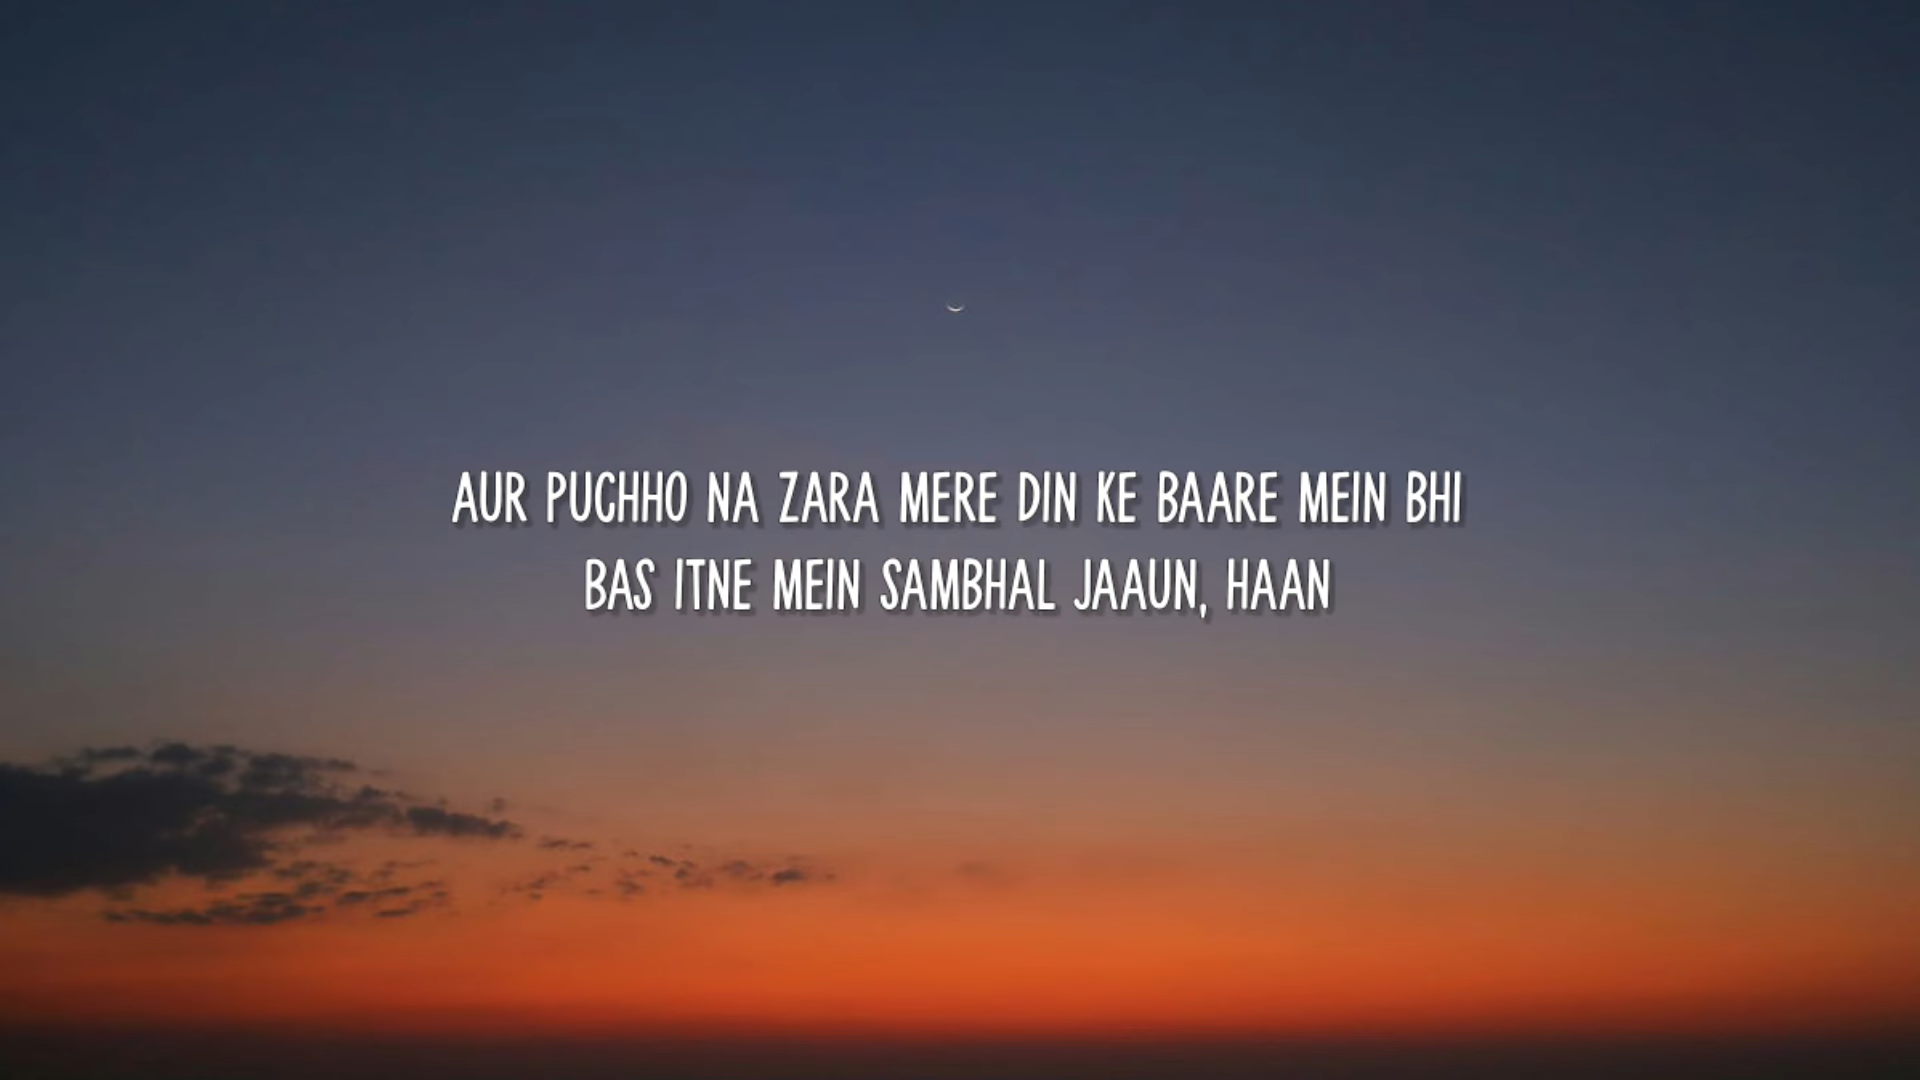 AUR PUCHHO NA ZARA MERE DIN KE BAARE MEIN BHI
BAS ITNE MEIN SAMBHAL JAAUN, HAAN